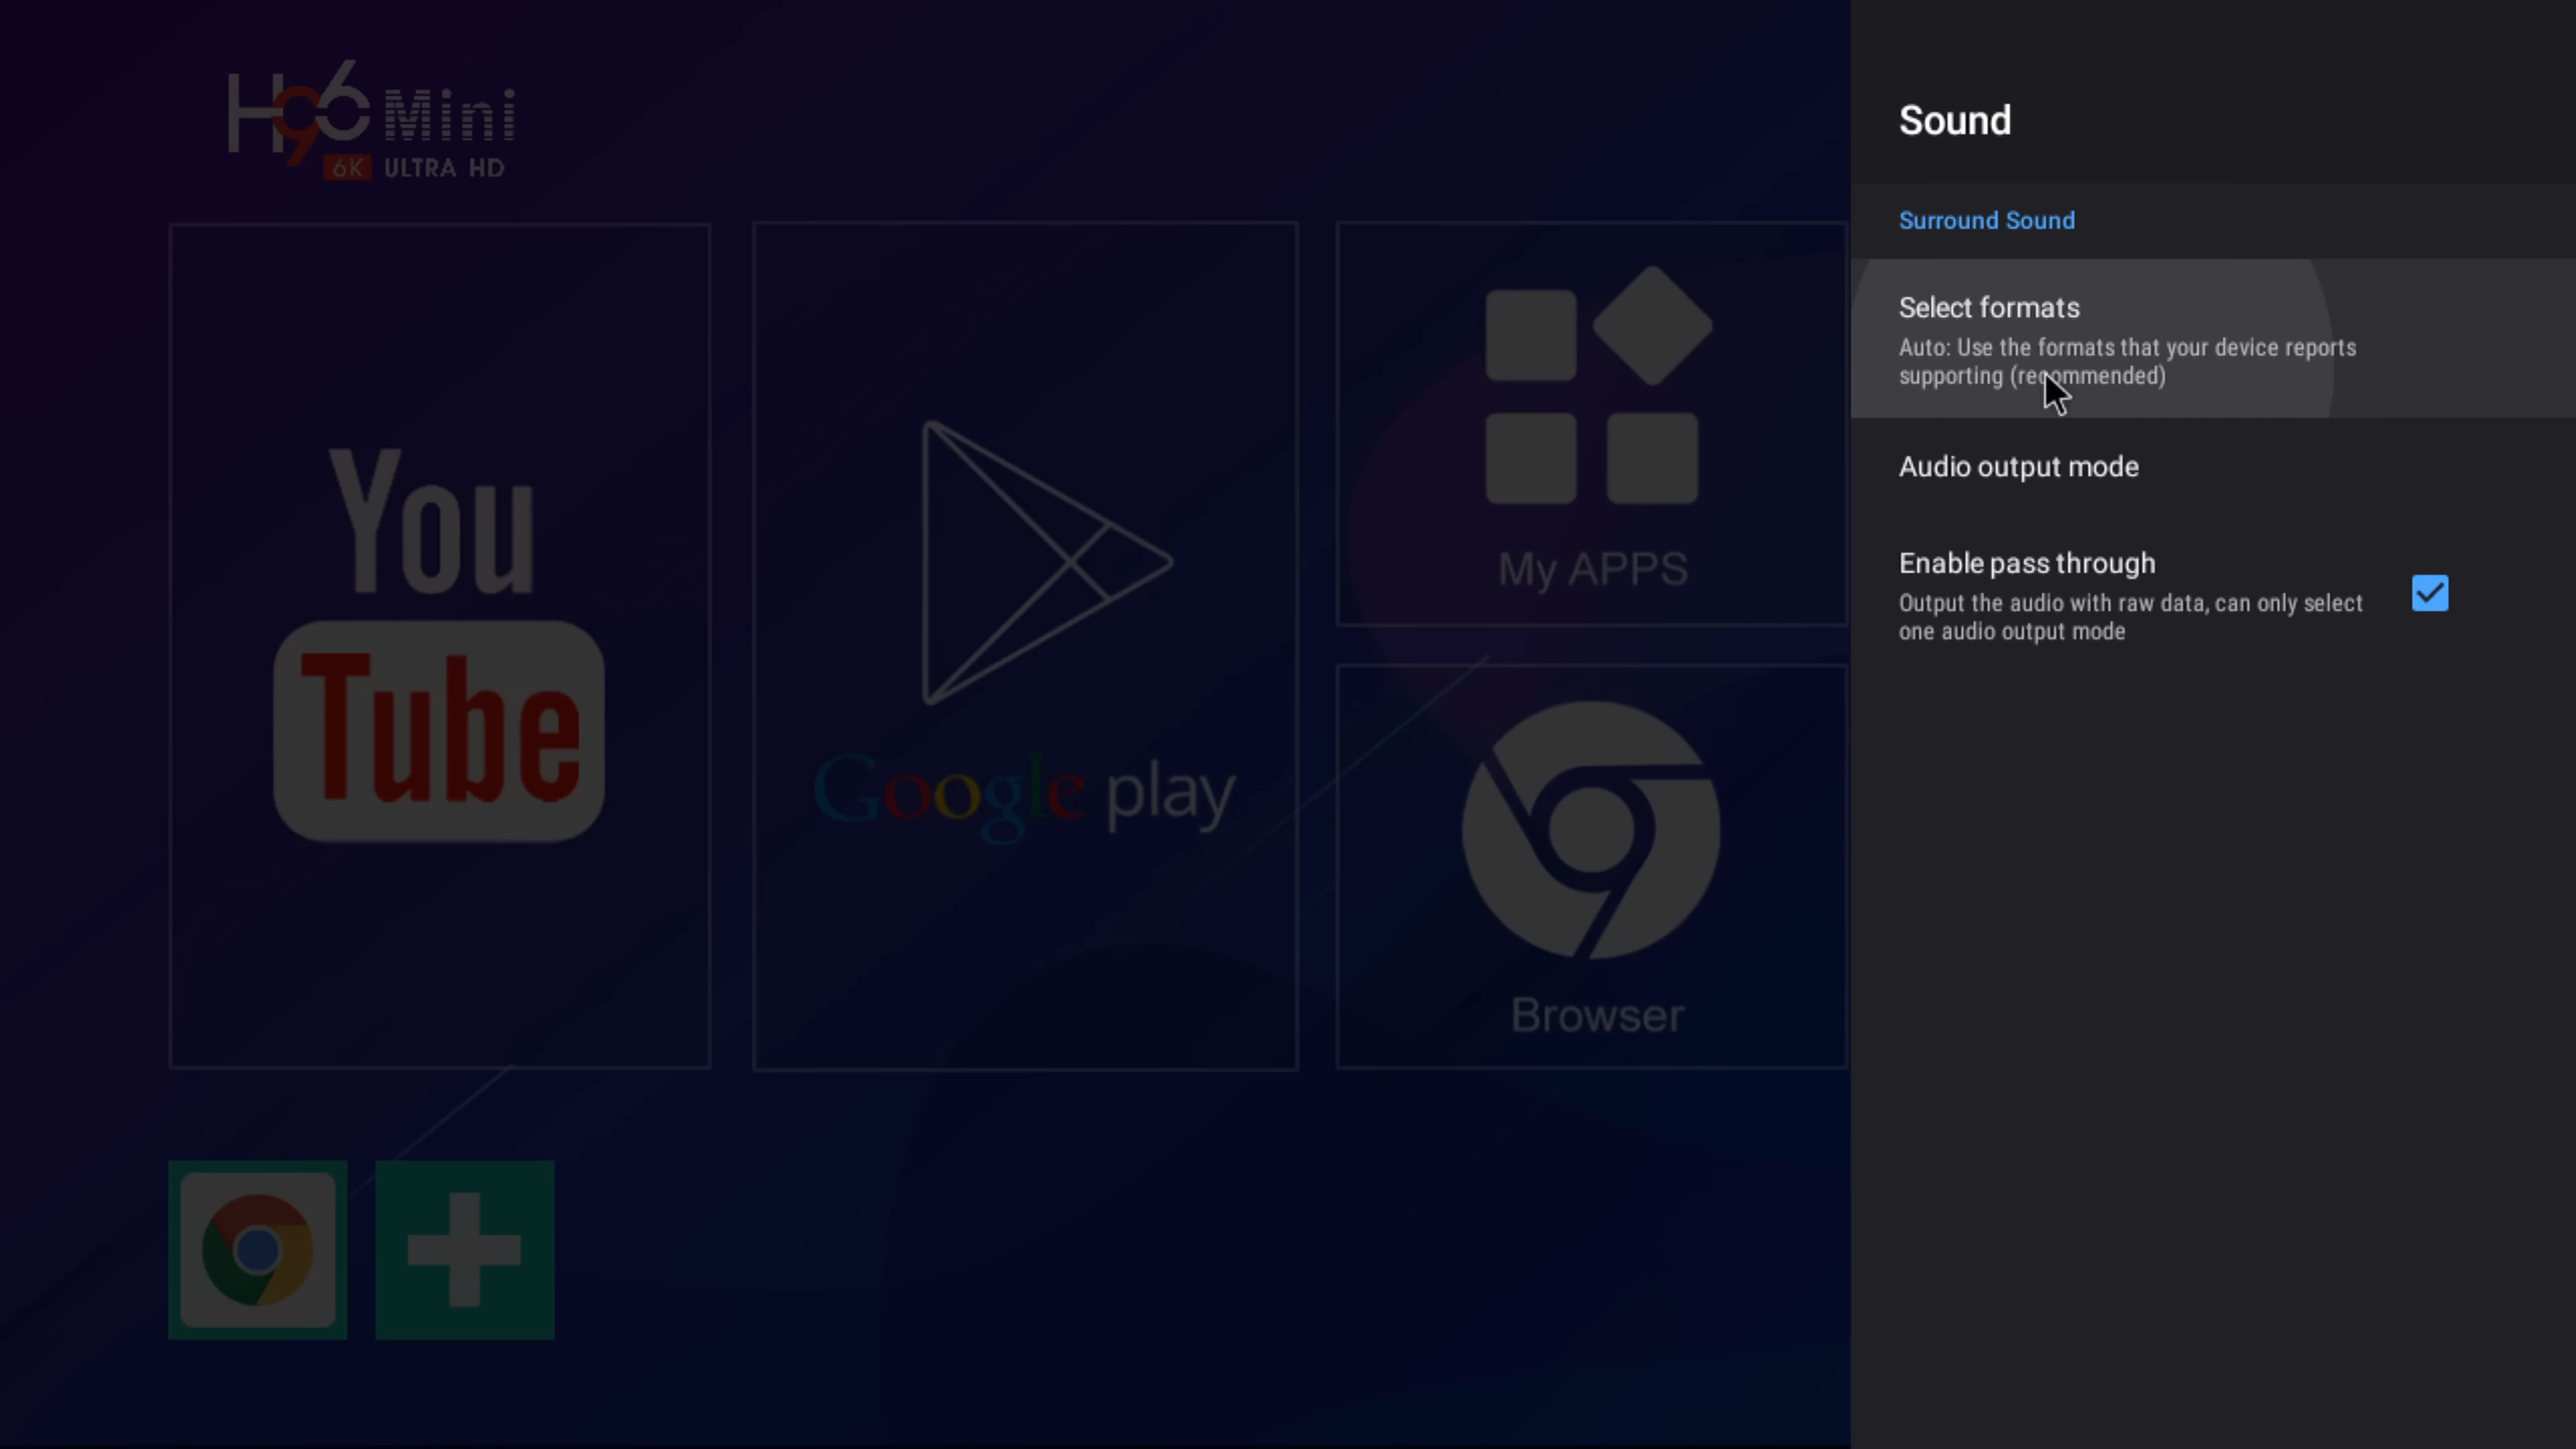 H96 Mini
6K ULTRA HD
You
Tube
Google play
My APPS
Browser
Sound
Surround Sound
Select formats
Auto: Use the formats that your device reports
supporting (recommended)
Audio output mode
Enable pass through
Output the audio with raw data, can only select
one audio output mode